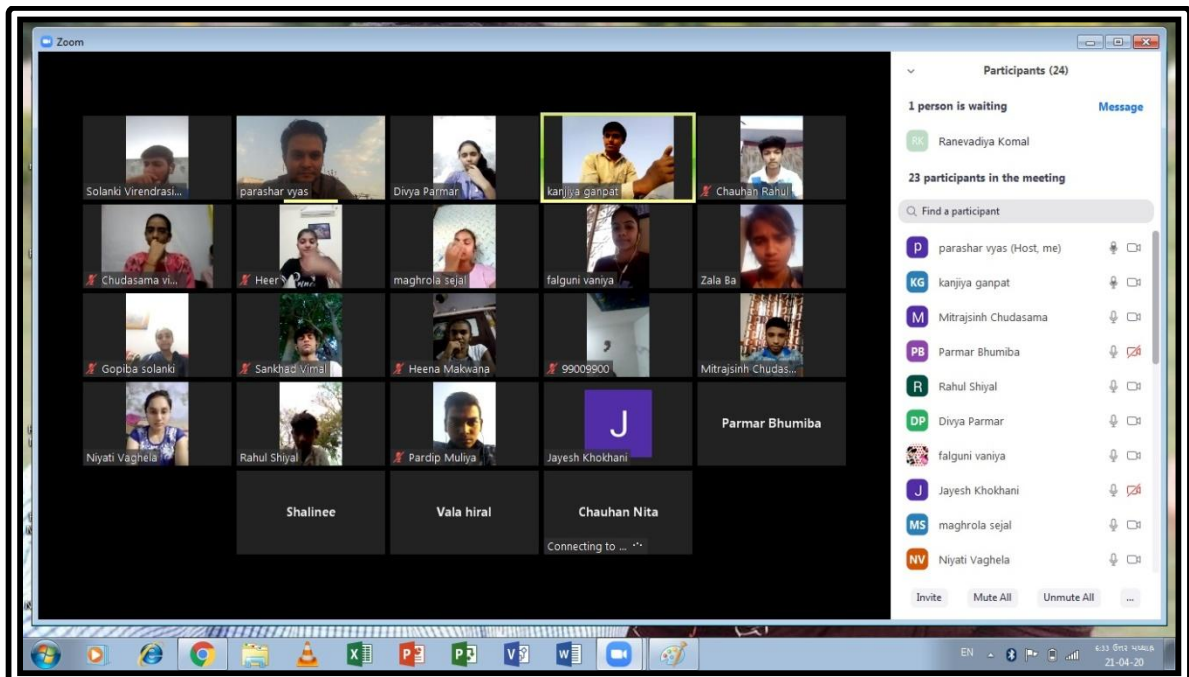 Zoom
Participants (24)
1 person is waiting Message
RK Ranevadiya Komal
23 participants in the meeting
Find a participant
p parashar vyas (Host, me)
KG kanjiya ganpat
M Mitrajsinh Chudasama
PB Parmar Bhumiba
R Rahul Shiyal
DP Divya Parmar
falguni vaniya
J Jayesh Khokhani
MS maghrola sejal
NV Niyati Vaghela
Invite Mute All Unmute All ...
Solanki Virendrasi... parashar vyas Divya Parmar kanjiya ganpat Chauhan Rahul
Chudasama vi... Heer maghrola sejal falguni vaniya Zala Ba
Gopiba solanki Sankhad Vimal Heena Makwana 99009900 Mitrajsinh Chudas...
J
Parmar Bhumiba
Niyati Vaghela Rahul Shiyal Pardip Muliya Jayesh Khokhani
Shalinee Vala hiral Chauhan Nita
Connecting to ...
EN
21-04-20